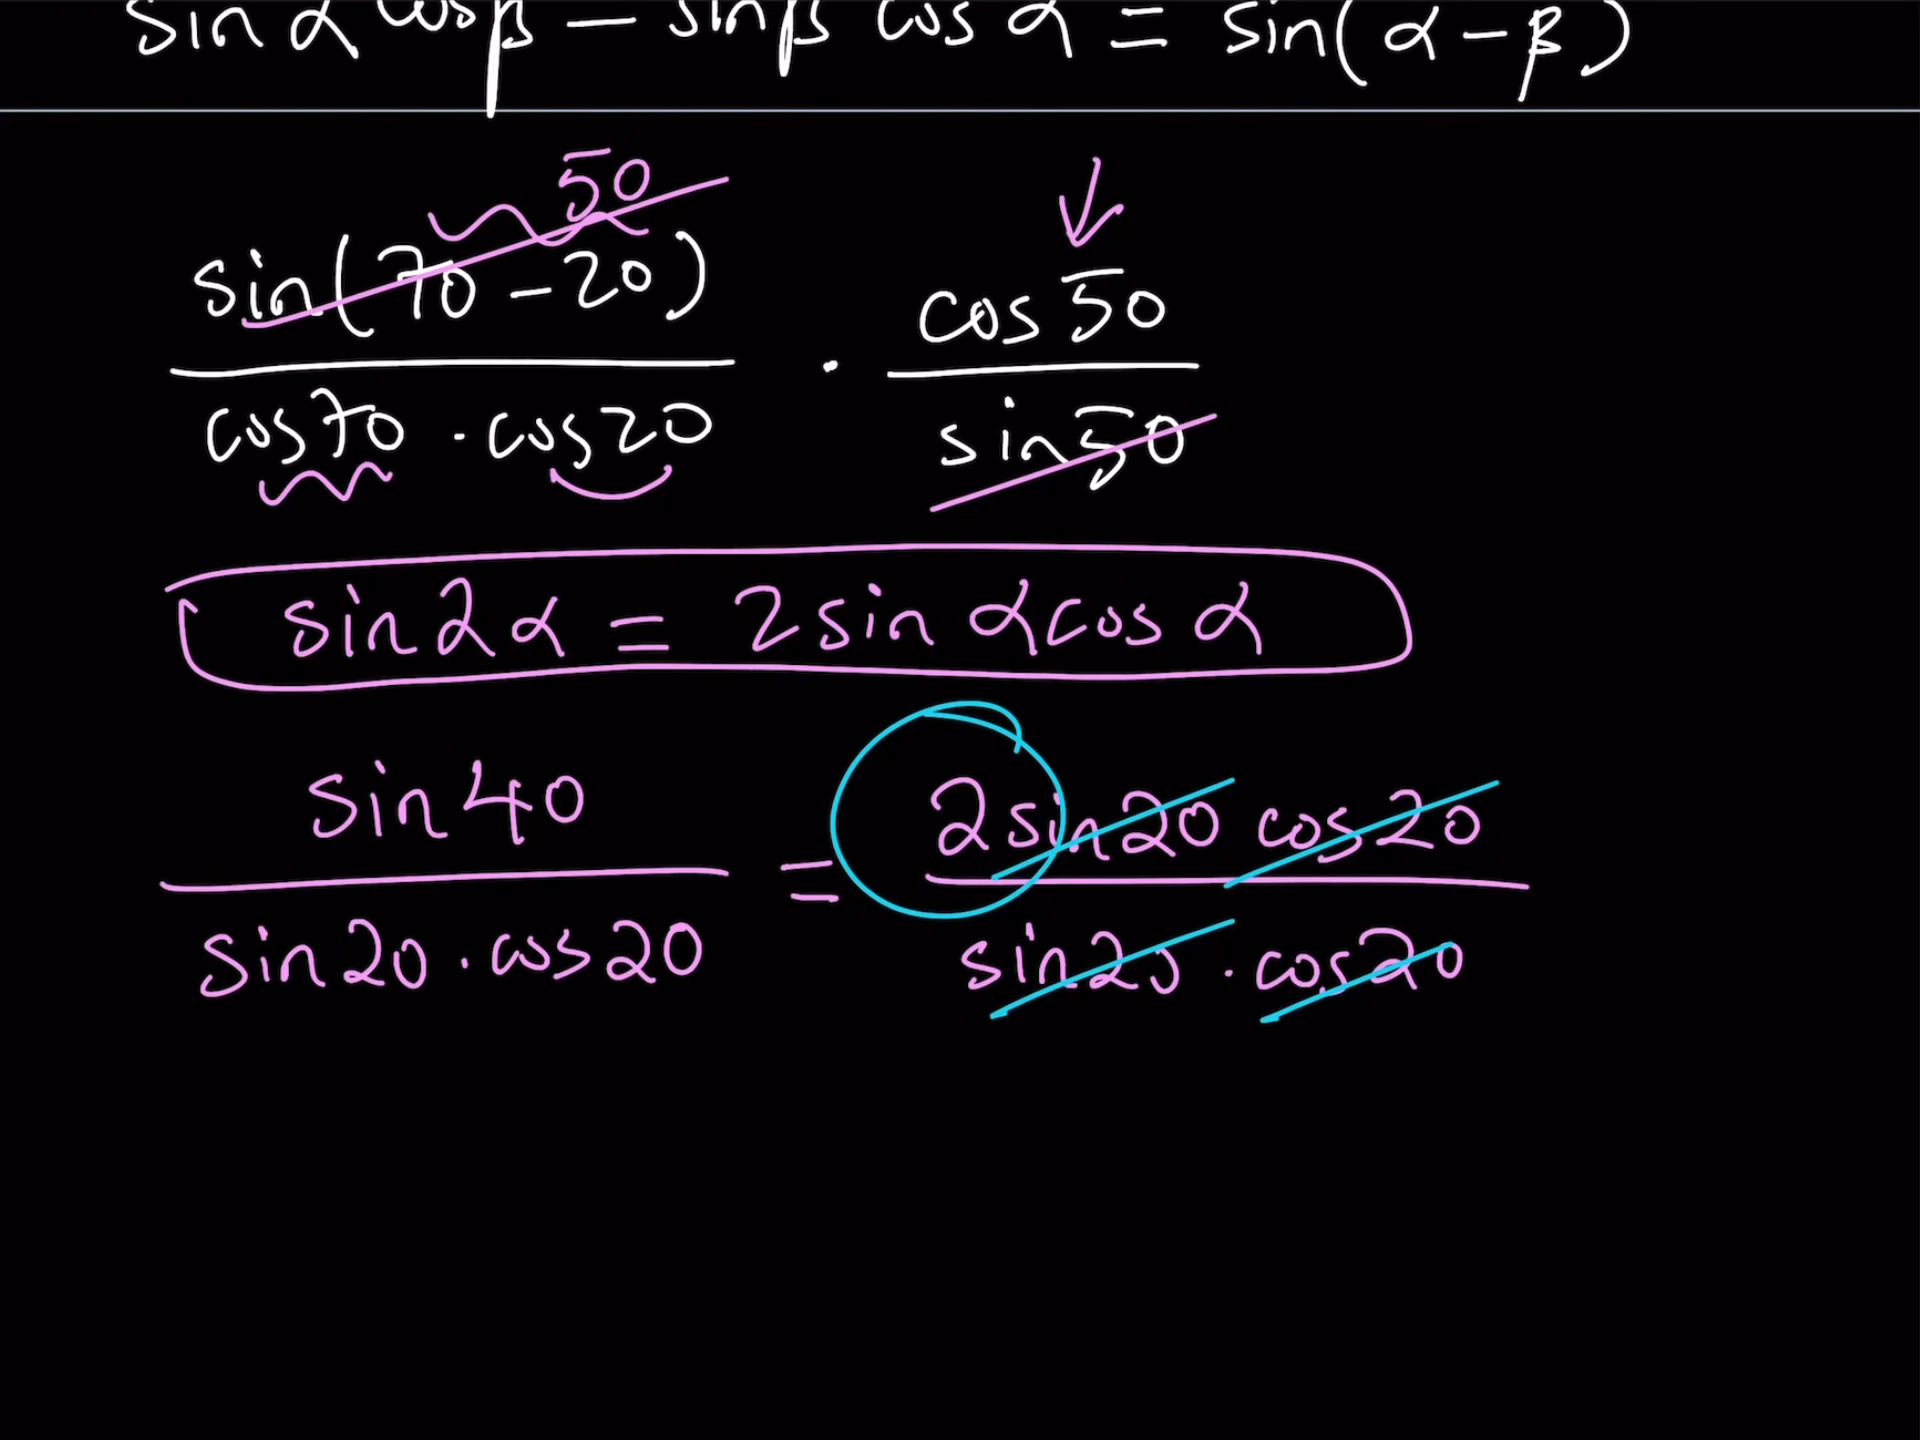 sin α cos β − sin β cos α = sin(α − β)
50
sin(70 − 20) · cos 50
cos 70 · cos 20 sin 50
sin 2α = 2 sin α cos α
sin 40 = 2 sin 20 cos 20
sin 20 · cos 20 sin 20 · cos 20